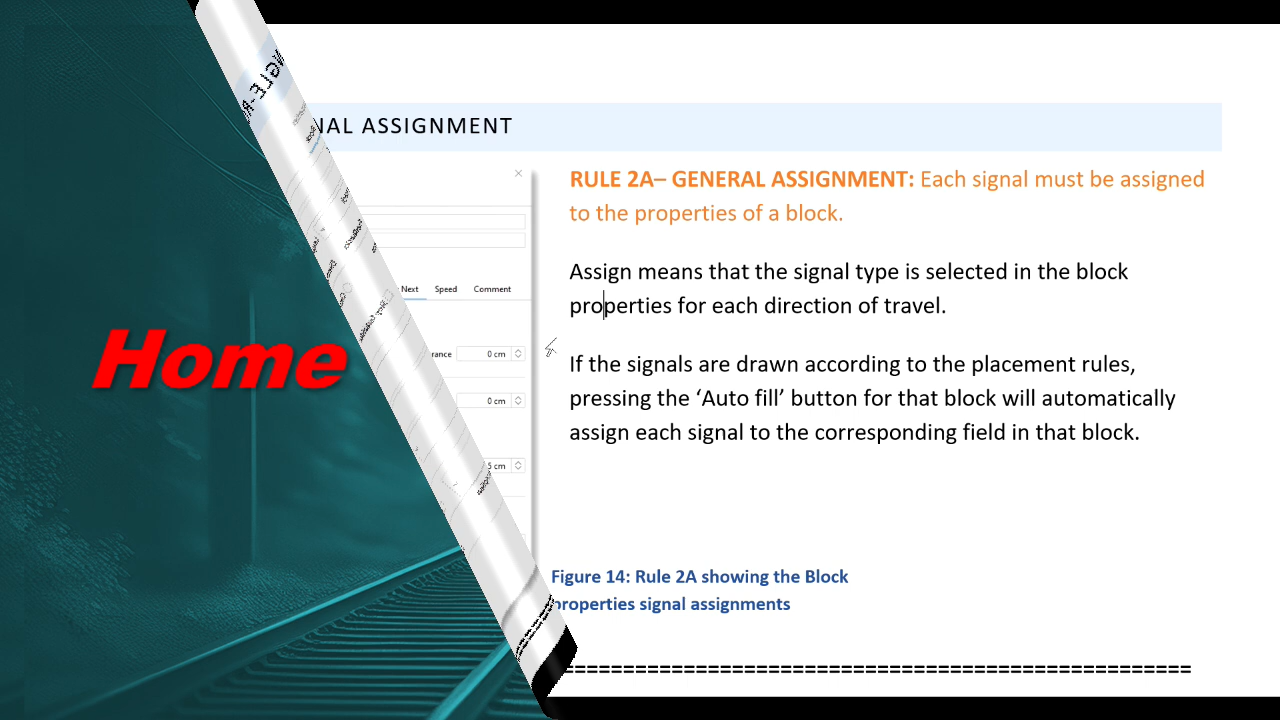 NAL ASSIGNMENT
RULE 2A– GENERAL ASSIGNMENT: Each signal must be assigned
to the properties of a block.
Assign means that the signal type is selected in the block
properties for each direction of travel.
Next Speed Comment
0 cm
If the signals are drawn according to the placement rules,
pressing the ‘Auto fill’ button for that block will automatically
assign each signal to the corresponding field in that block.
0 cm
5 cm
Home
Figure 14: Rule 2A showing the Block
properties signal assignments